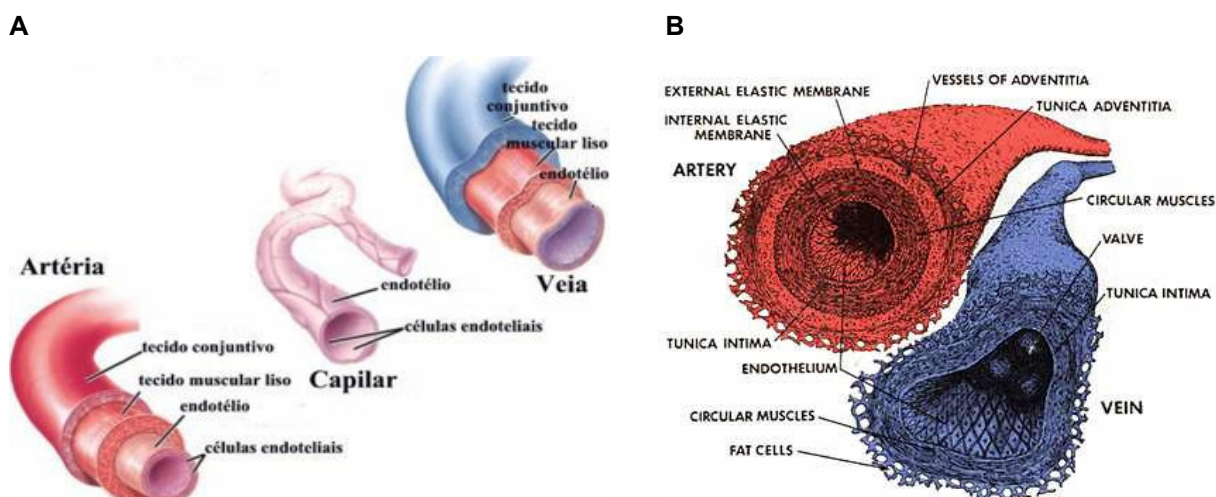 A
tecido
conjuntivo
tecido
muscular liso
endotélio
Veia
endotélio
células endoteliais
Capilar
Artéria
tecido conjuntivo
tecido muscular liso
endotélio
células endoteliais
B
VESSELS OF ADVENTITIA
EXTERNAL ELASTIC MEMBRANE
TUNICA ADVENTITIA
INTERNAL ELASTIC
MEMBRANE
ARTERY
CIRCULAR MUSCLES
VALVE
TUNICA INTIMA
TUNICA INTIMA
ENDOTHELIUM
VEIN
CIRCULAR MUSCLES
FAT CELLS